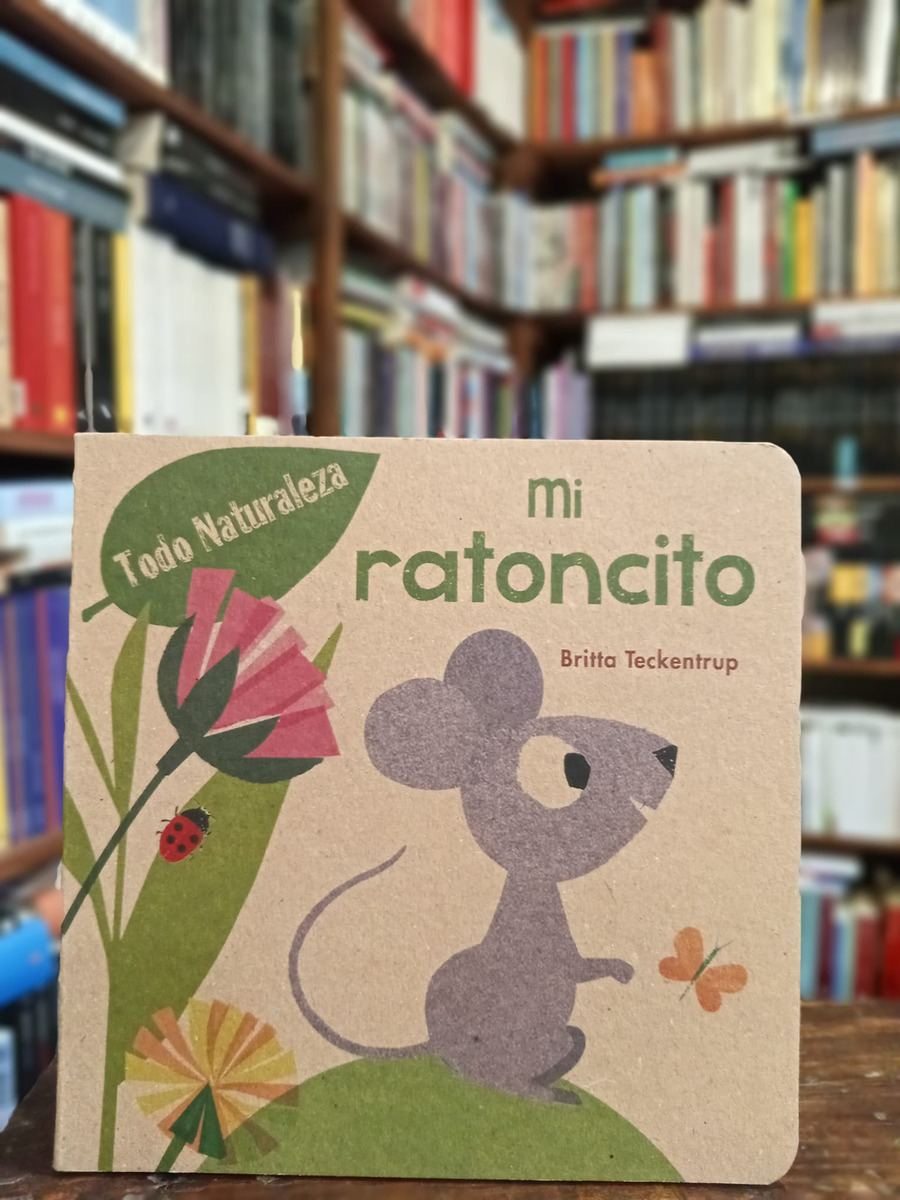 Todo Naturaleza
mi
ratoncito
Britta Teckentrup